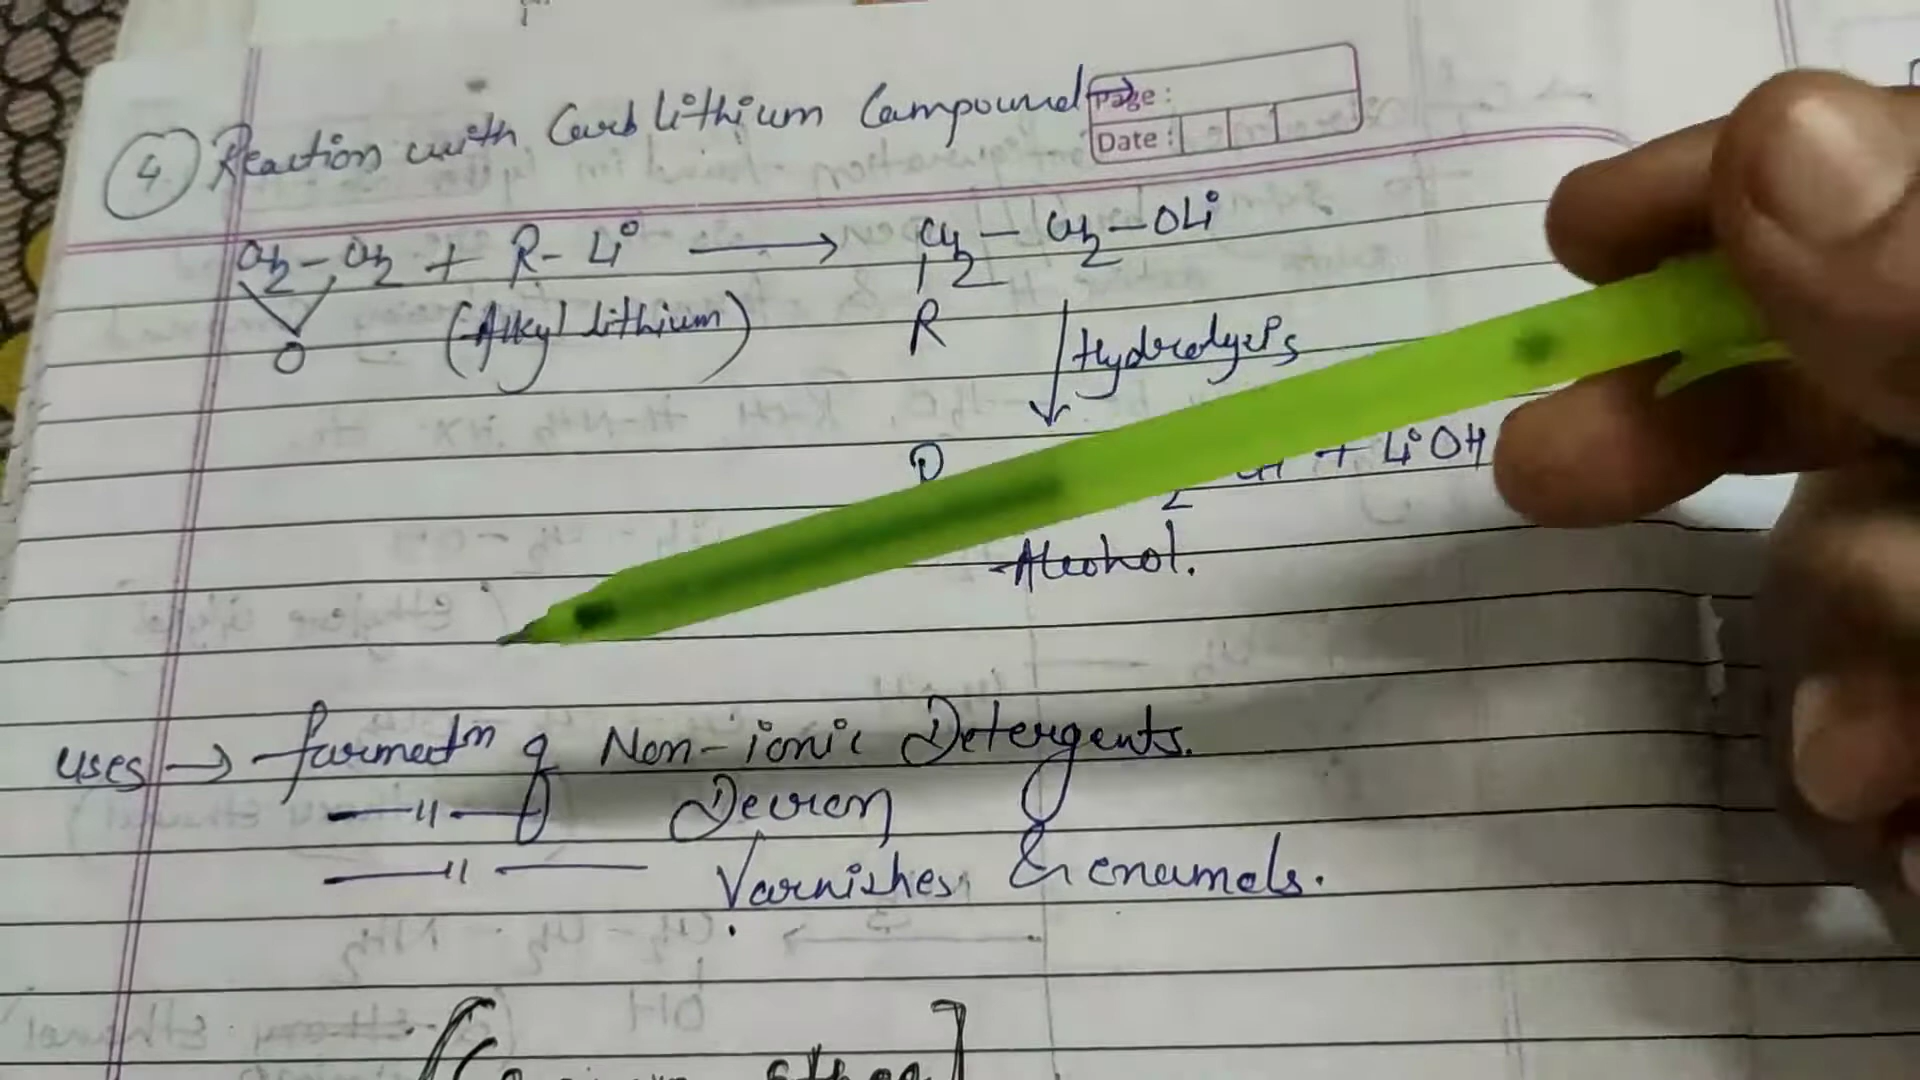 4. Reaction with Carb lithium Compound →
Page :
Date :
CH2 - CH2 + R - Li → CH2 - CH2 - OLi
O (Alkyl lithium) R Hydrolysis
+ LiOH
Alcohol.
uses → formatn of Non-ionic Detergents.
—"— Decron
—"— Varnishes & enamels.